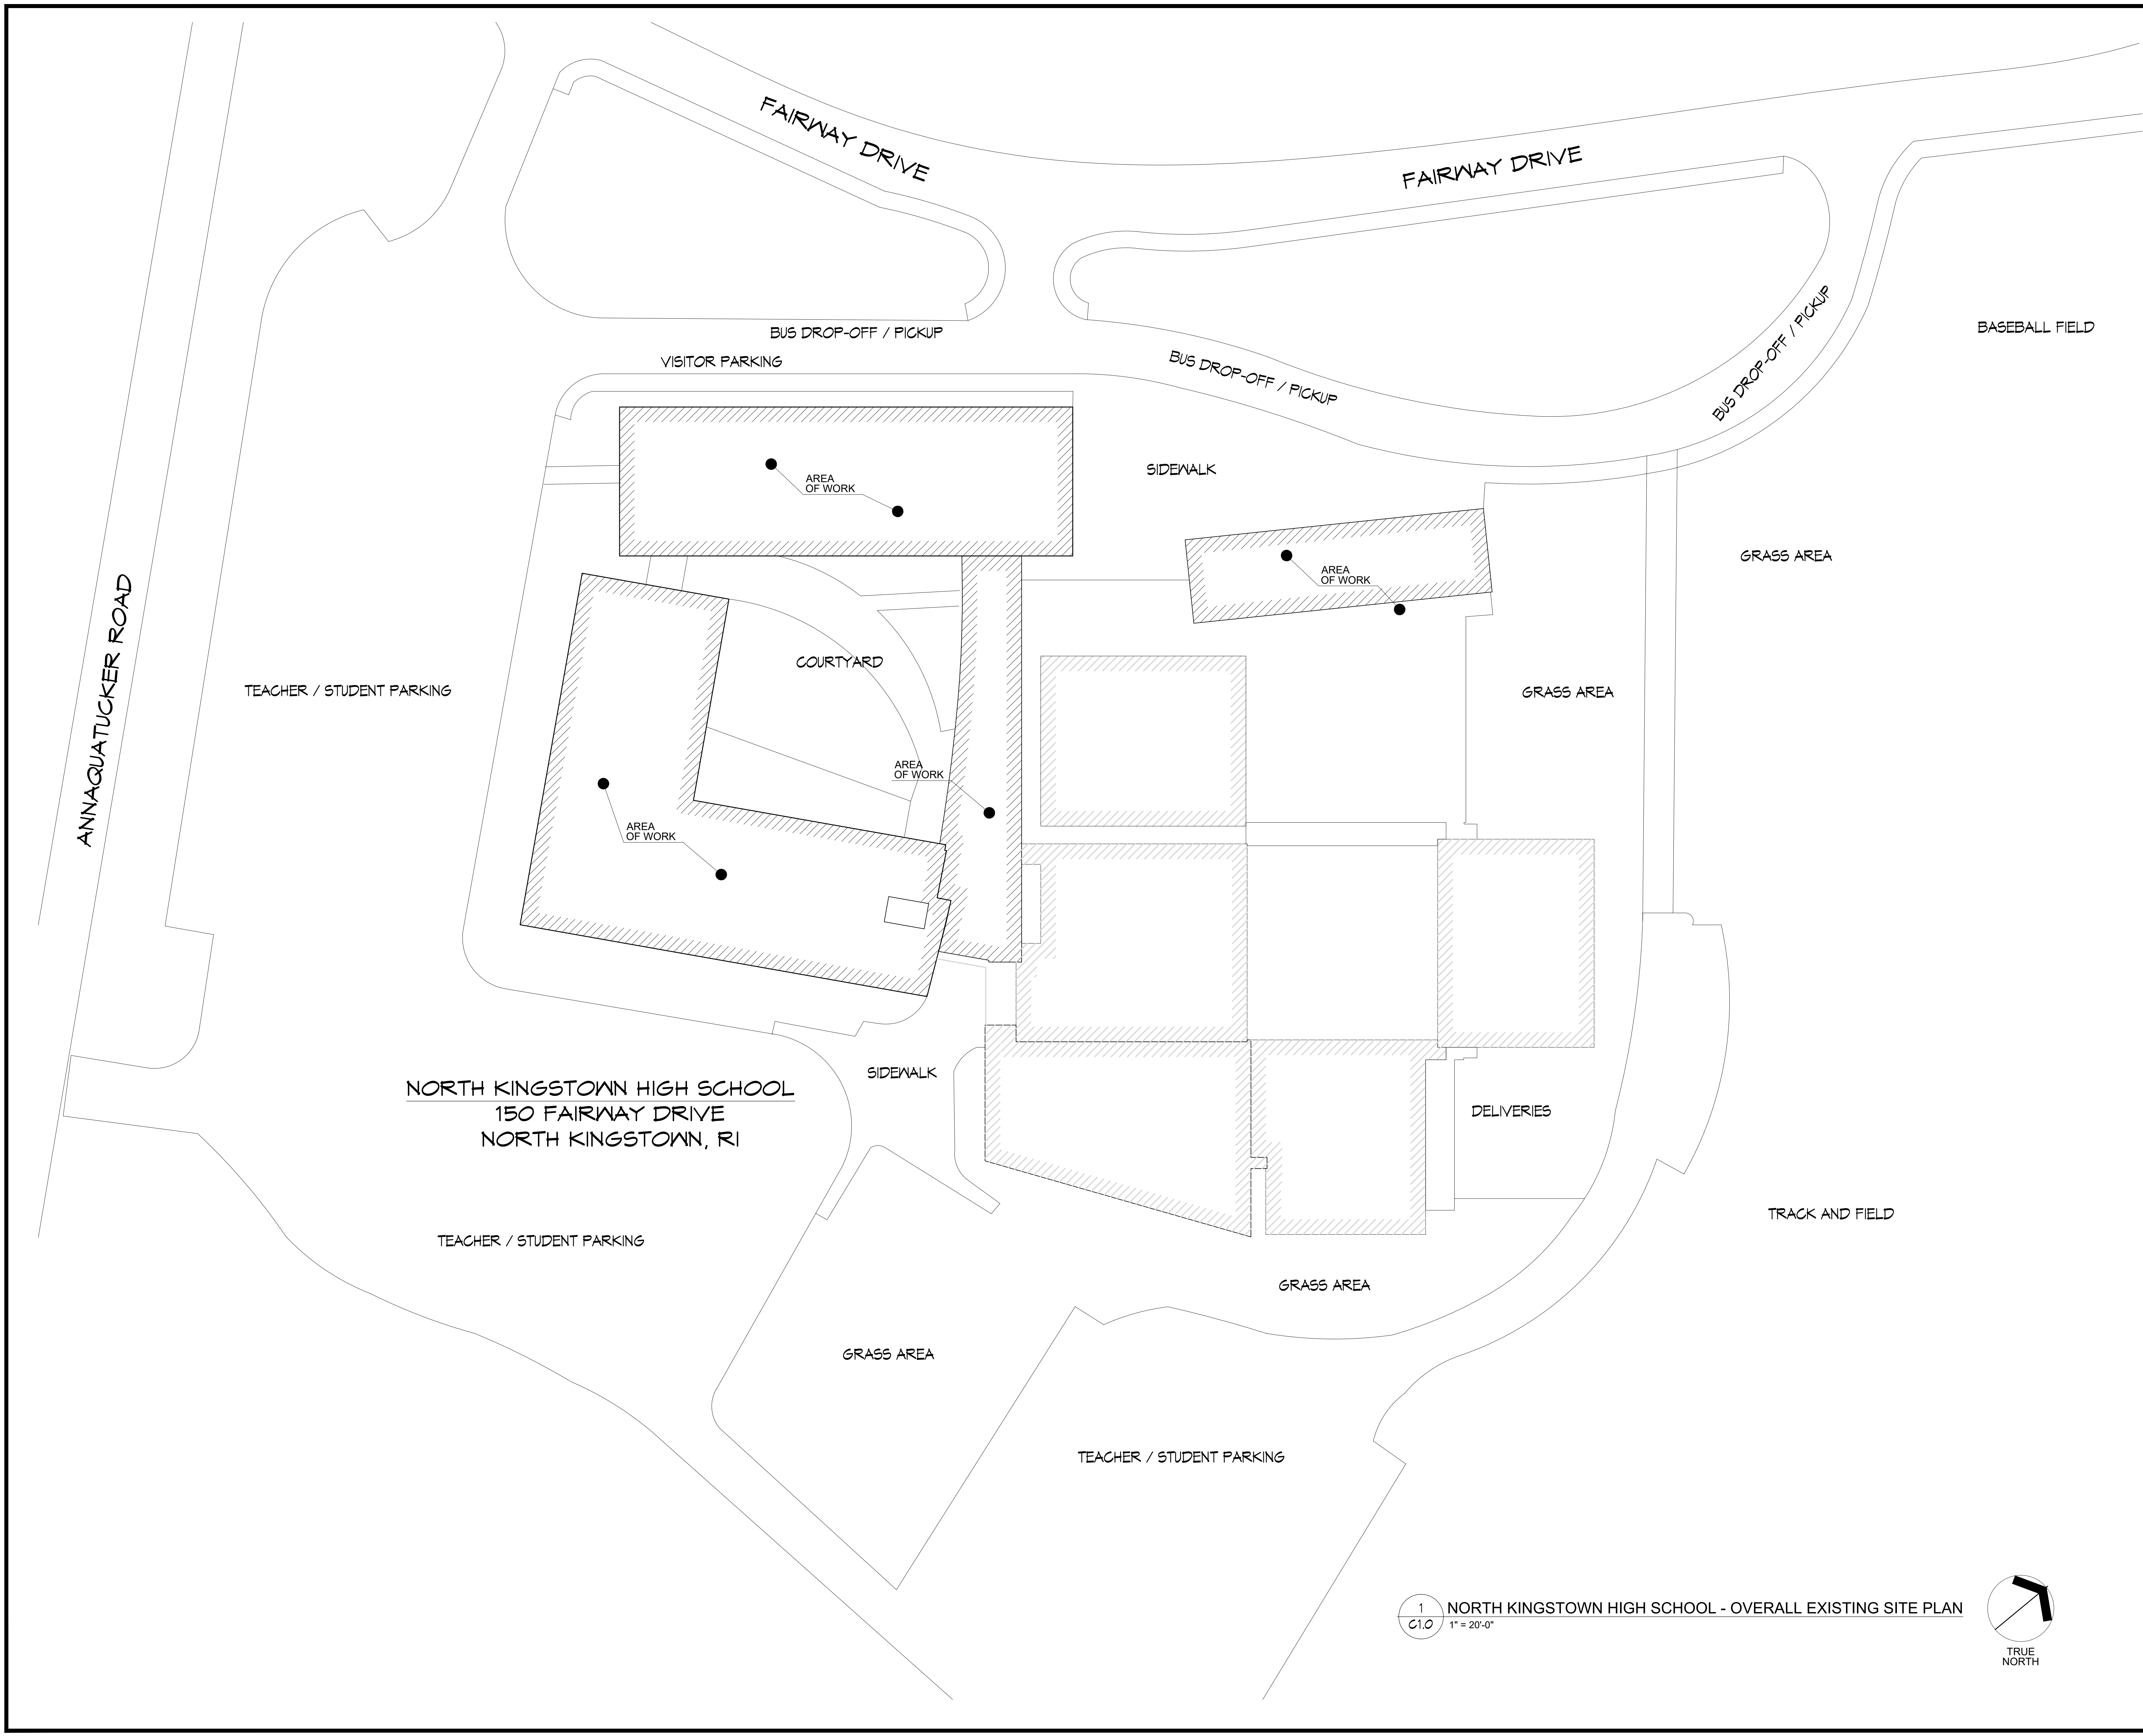 FAIRWAY DRIVE
FAIRWAY DRIVE
BUS DROP-OFF / PICKUP
VISITOR PARKING
BUS DROP-OFF / PICKUP
BUS DROP-OFF / PICKUP
BASEBALL FIELD
SIDEWALK
AREA
OF WORK
AREA
OF WORK
GRASS AREA
ANNAQUATUCKER ROAD
TEACHER / STUDENT PARKING
COURTYARD
GRASS AREA
AREA
OF WORK
AREA
OF WORK
SIDEWALK
NORTH KINGSTOWN HIGH SCHOOL
150 FAIRWAY DRIVE
NORTH KINGSTOWN, RI
DELIVERIES
TRACK AND FIELD
TEACHER / STUDENT PARKING
GRASS AREA
GRASS AREA
TEACHER / STUDENT PARKING
1
C1.0
NORTH KINGSTOWN HIGH SCHOOL - OVERALL EXISTING SITE PLAN
1" = 20'-0"
TRUE
NORTH